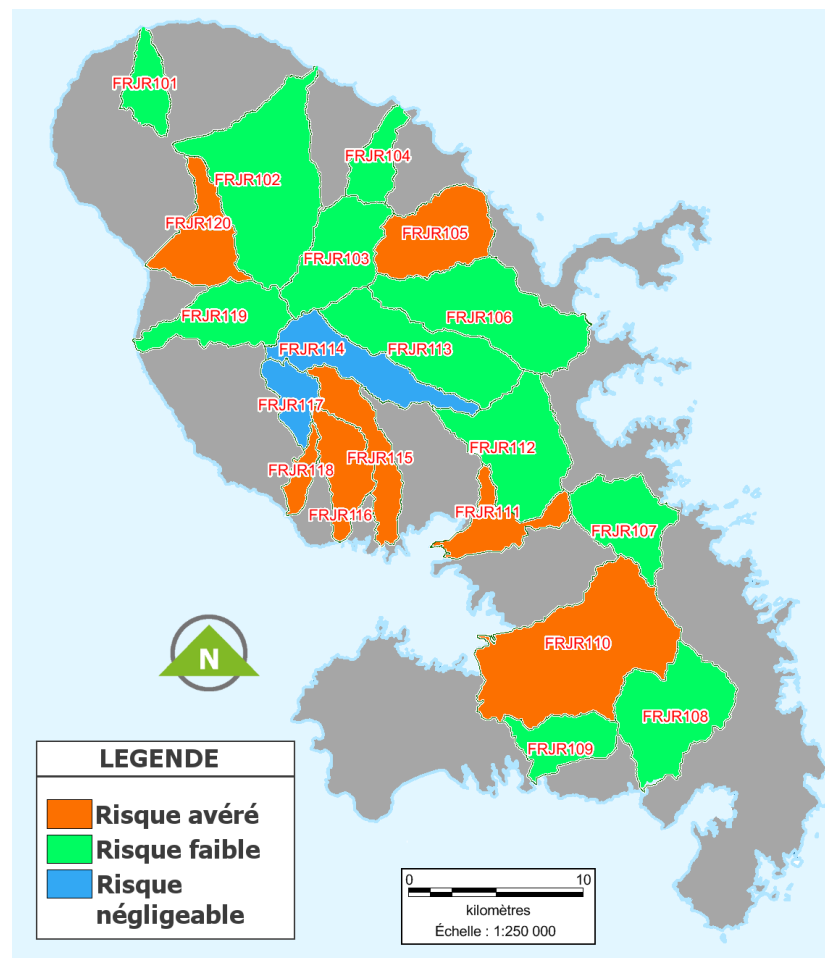 FRJR101
FRJR104
FRJR102
FRJR120
FRJR105
FRJR103
FRJR119
FRJR106
FRJR114
FRJR113
FRJR117
FRJR112
FRJR115
FRJR118
FRJR116
FRJR111
FRJR107
FRJR110
N
FRJR108
FRJR109
LEGENDE
Risque avéré
Risque faible
Risque
négligeable
0 10
kilomètres
Échelle : 1:250 000